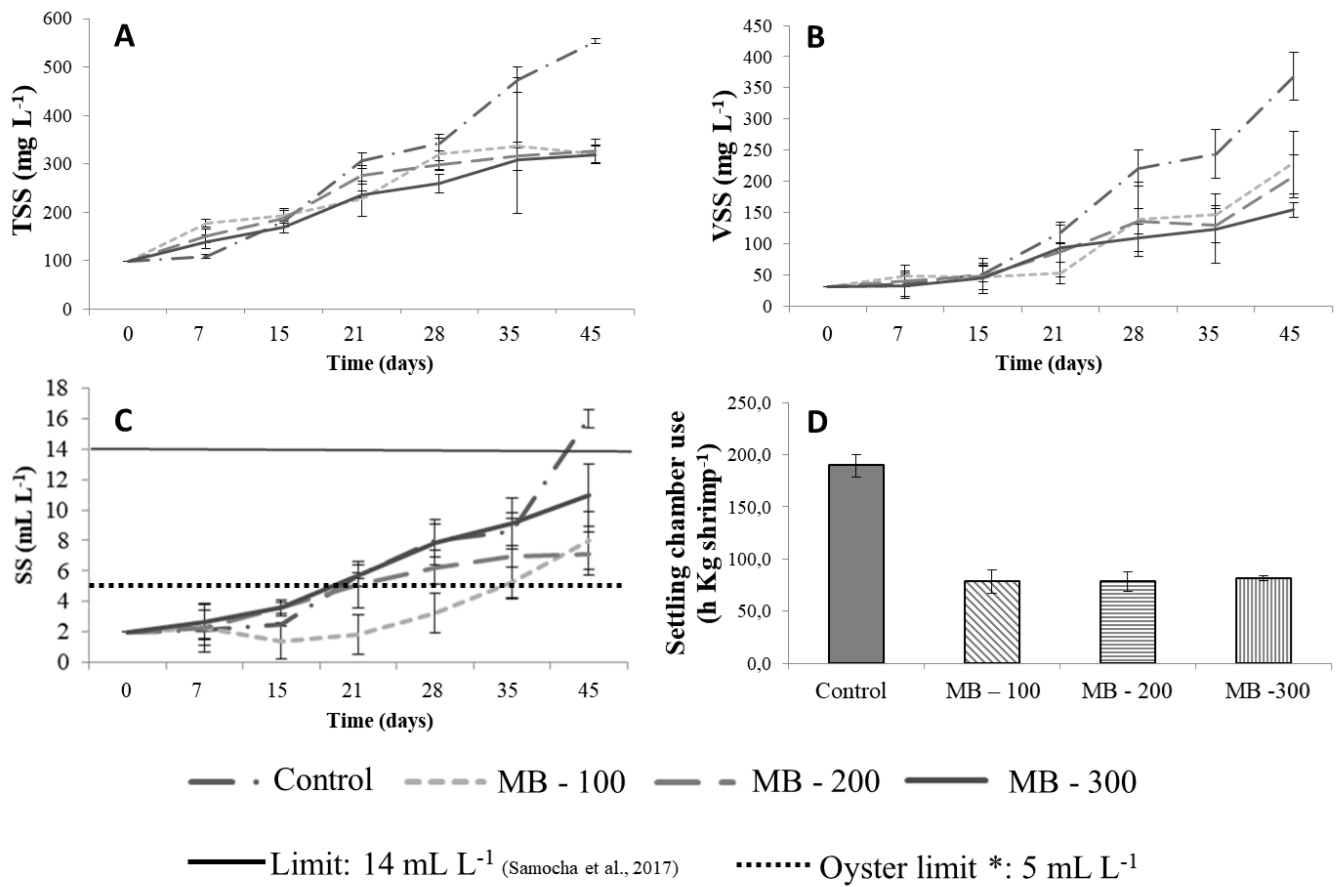 A
TSS (mg L-1)
600
500
400
300
200
100
0
0 7 15 21 28 35 45
Time (days)
B
VSS (mg L-1)
450
400
350
300
250
200
150
100
50
0
0 7 15 21 28 35 45
Time (days)
C
SS (mL L-1)
18
16
14
12
10
8
6
4
2
0
0 7 15 21 28 35 45
Time (days)
D
Settling chamber use
(h Kg shrimp-1)
250,0
200,0
150,0
100,0
50,0
0,0
Control MB – 100 MB - 200 MB -300
Control MB - 100 MB - 200 MB - 300
Limit: 14 mL L-1 (Samocha et al., 2017) Oyster limit *: 5 mL L-1